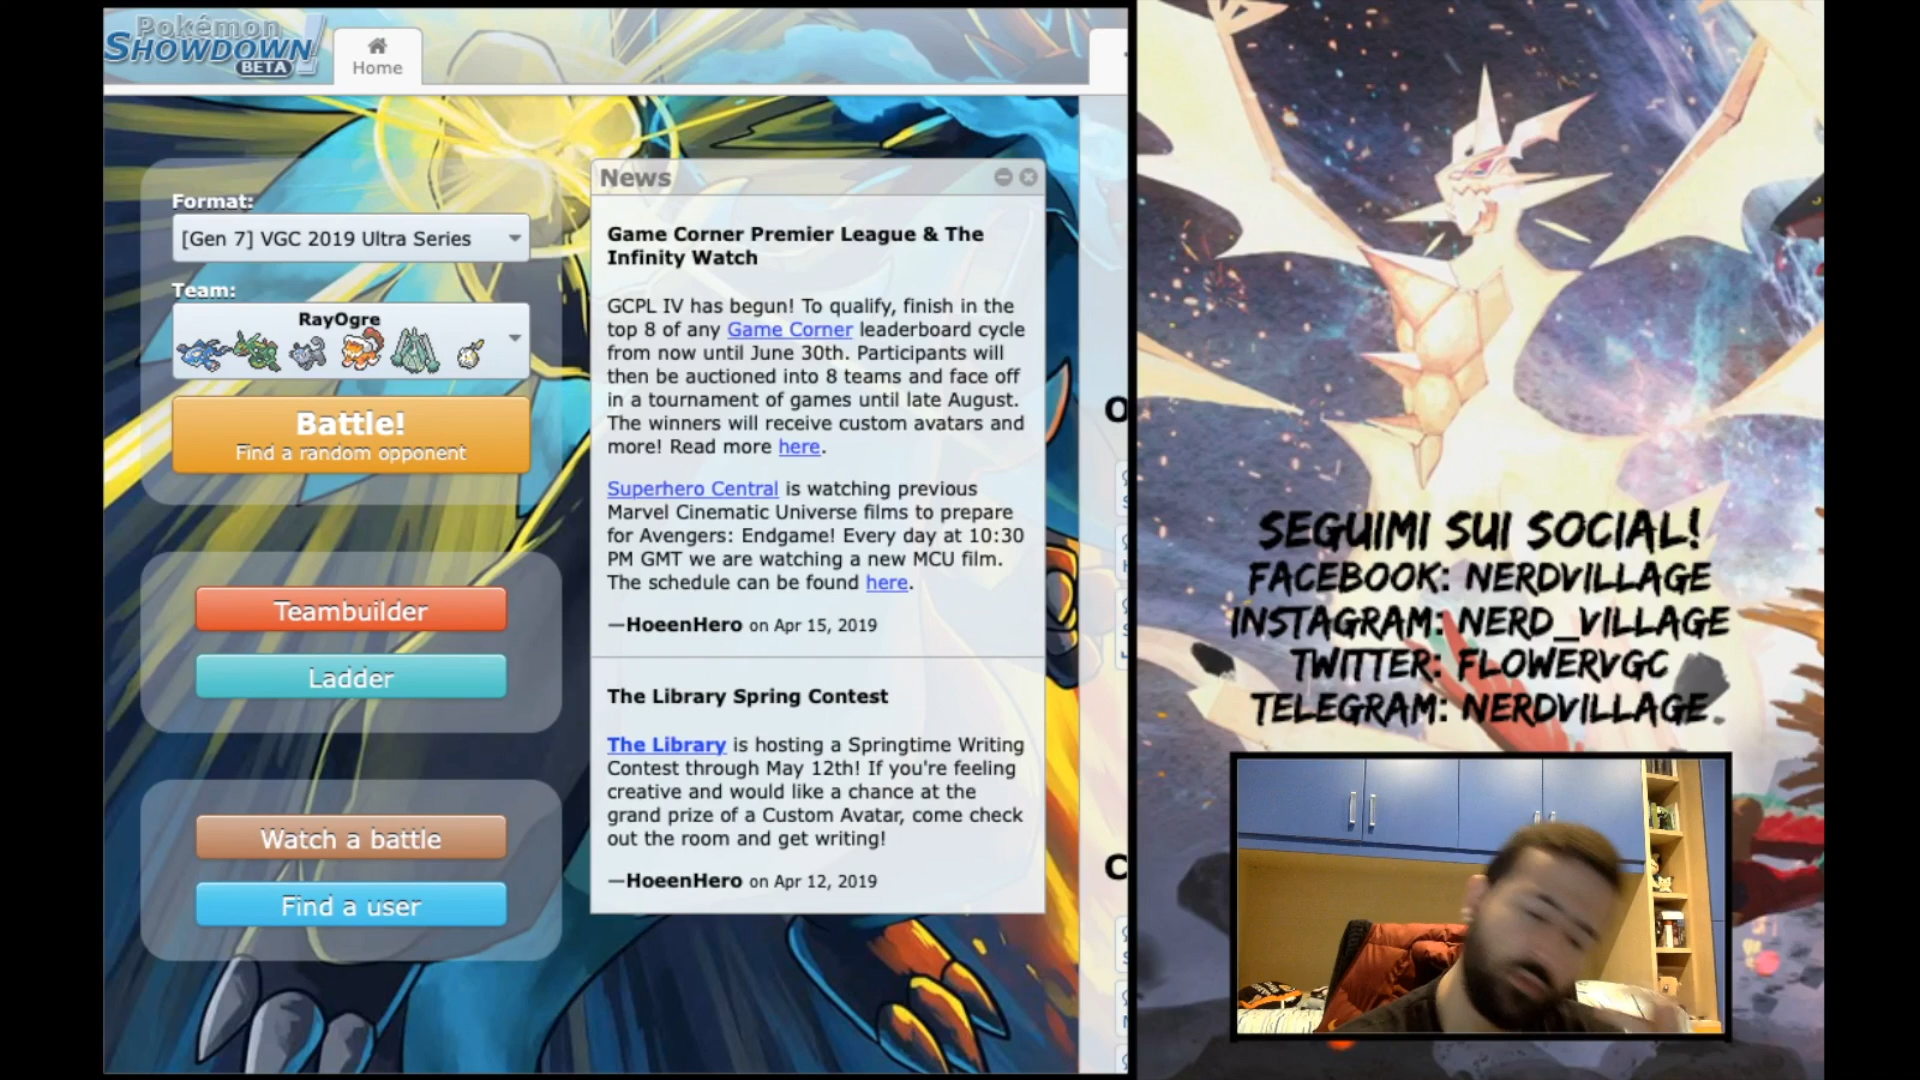 Pokémon
SHOWDOWN!
BETA
Home
Format:
[Gen 7] VGC 2019 Ultra Series
Team:
RayOgre
Battle!
Find a random opponent
Teambuilder
Ladder
Watch a battle
Find a user
News
Game Corner Premier League & The
Infinity Watch
GCPL IV has begun! To qualify, finish in the
top 8 of any Game Corner leaderboard cycle
from now until June 30th. Participants will
then be auctioned into 8 teams and face off
in a tournament of games until late August.
The winners will receive custom avatars and
more! Read more here.
Superhero Central is watching previous
Marvel Cinematic Universe films to prepare
for Avengers: Endgame! Every day at 10:30
PM GMT we are watching a new MCU film.
The schedule can be found here.
—HoeenHero on Apr 15, 2019
The Library Spring Contest
The Library is hosting a Springtime Writing
Contest through May 12th! If you're feeling
creative and would like a chance at the
grand prize of a Custom Avatar, come check
out the room and get writing!
—HoeenHero on Apr 12, 2019
O
C
SEGUIMI SUI SOCIAL!
FACEBOOK: NERDVILLAGE
INSTAGRAM: NERD_VILLAGE
TWITTER: FLOWERVGC
TELEGRAM: NERDVILLAGE